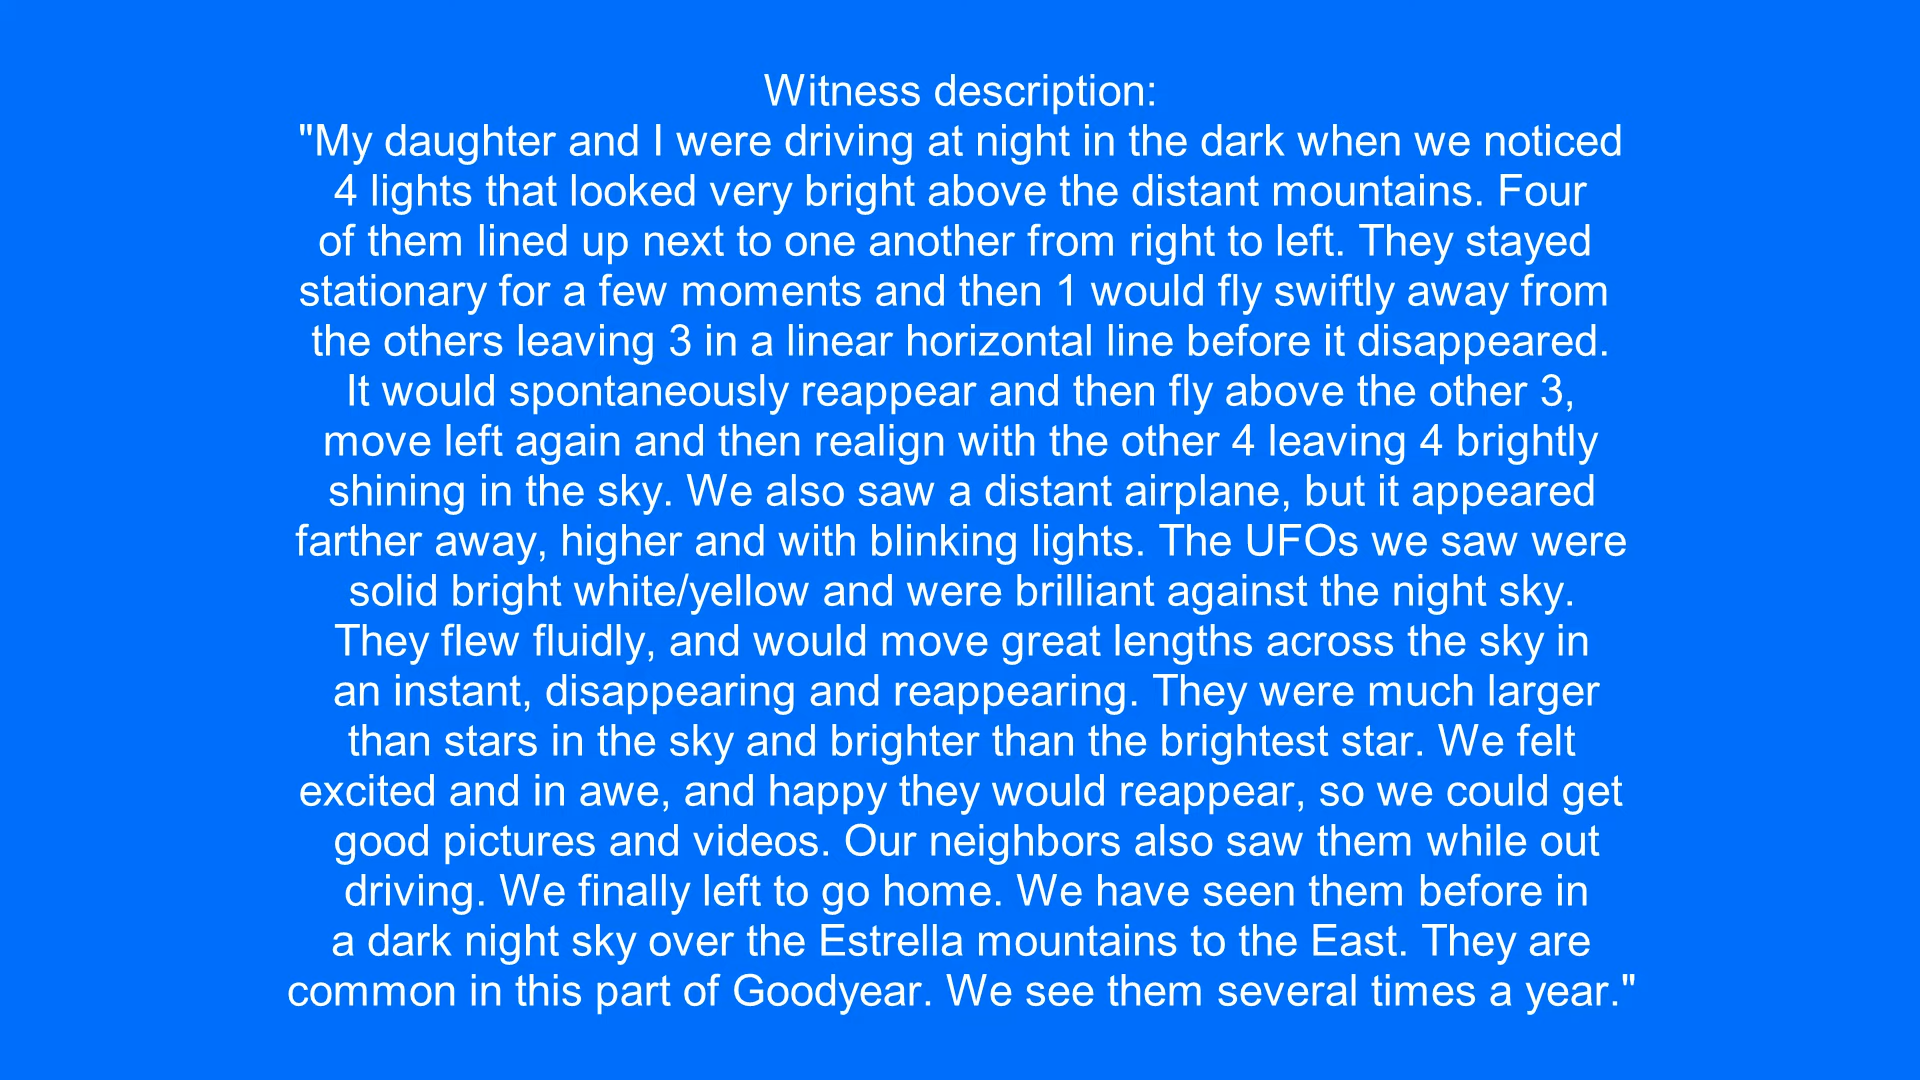 Witness description:
"My daughter and I were driving at night in the dark when we noticed
4 lights that looked very bright above the distant mountains. Four
of them lined up next to one another from right to left. They stayed
stationary for a few moments and then 1 would fly swiftly away from
the others leaving 3 in a linear horizontal line before it disappeared.
It would spontaneously reappear and then fly above the other 3,
move left again and then realign with the other 4 leaving 4 brightly
shining in the sky. We also saw a distant airplane, but it appeared
farther away, higher and with blinking lights. The UFOs we saw were
solid bright white/yellow and were brilliant against the night sky.
They flew fluidly, and would move great lengths across the sky in
an instant, disappearing and reappearing. They were much larger
than stars in the sky and brighter than the brightest star. We felt
excited and in awe, and happy they would reappear, so we could get
good pictures and videos. Our neighbors also saw them while out
driving. We finally left to go home. We have seen them before in
a dark night sky over the Estrella mountains to the East. They are
common in this part of Goodyear. We see them several times a year."